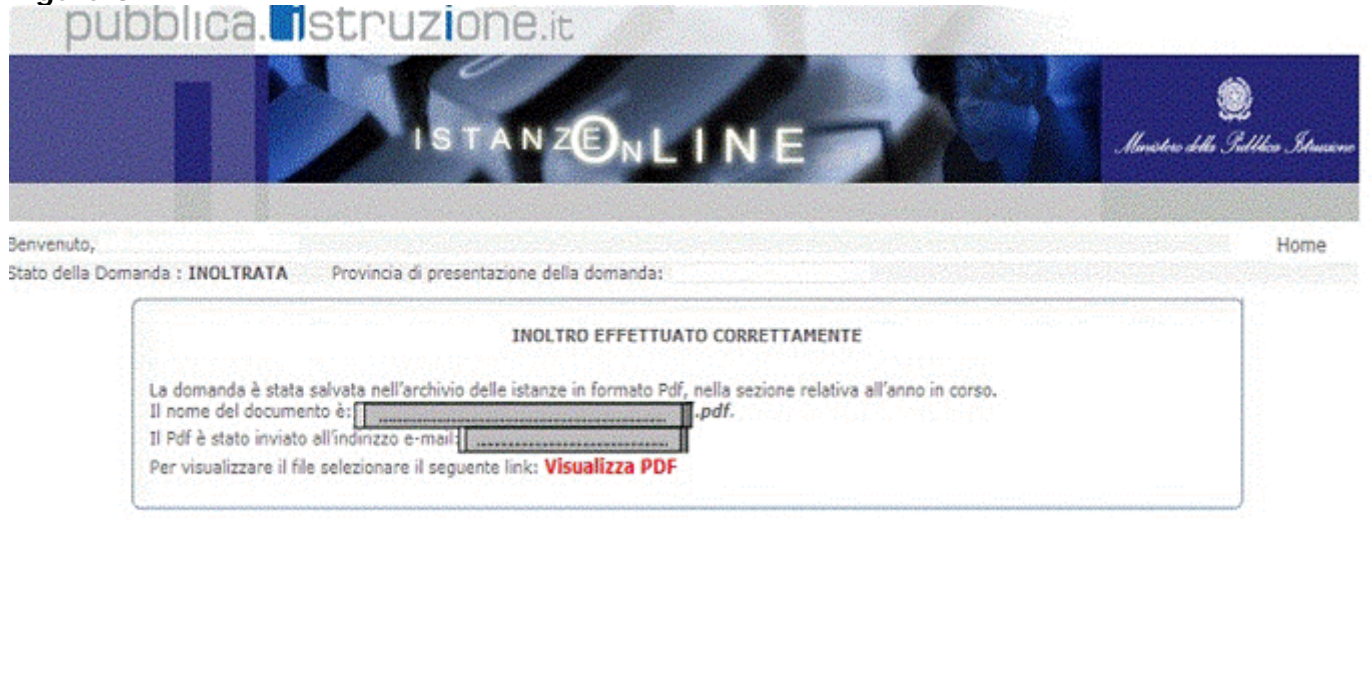 pubblica.istruzione.it
ISTANZE ONLINE
Ministero della Pubblica Istruzione
Benvenuto,
Home
Stato della Domanda : INOLTRATA Provincia di presentazione della domanda:
INOLTRO EFFETTUATO CORRETTAMENTE
La domanda è stata salvata nell'archivio delle istanze in formato Pdf, nella sezione relativa all'anno in corso.
Il nome del documento è: .pdf.
Il Pdf è stato inviato all'indirizzo e-mail:
Per visualizzare il file selezionare il seguente link: Visualizza PDF